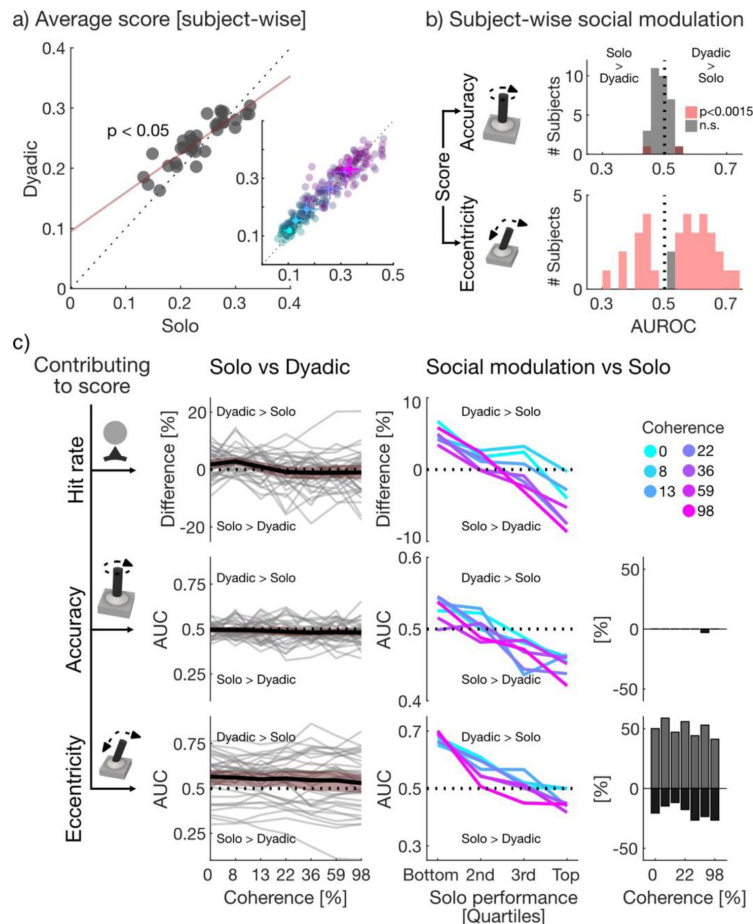 a) Average score [subject-wise]
0.4
0.3
0.2
0.1
0
Dyadic
p < 0.05
0.3
0.1
0.1
0.3
0.5
0
0.1
0.2
0.3
0.4
Solo
b) Subject-wise social modulation
Score
Accuracy
Eccentricity
Solo
>
Dyadic
Dyadic
>
Solo
10
5
0
# Subjects
p<0.0015
n.s.
0.3
0.5
0.7
5
0
# Subjects
0.3
0.5
0.7
AUROC
c)
Contributing
to score
Solo vs Dyadic
Social modulation vs Solo
Hit rate
Difference [%]
20
0
-20
Dyadic > Solo
Solo > Dyadic
Difference [%]
10
0
-10
Dyadic > Solo
Solo > Dyadic
Coherence
0
8
13
22
36
59
98
Accuracy
AUC
0.75
0.5
0.25
Dyadic > Solo
Solo > Dyadic
AUC
0.6
0.5
0.4
Dyadic > Solo
Solo > Dyadic
[%]
50
0
-50
Eccentricity
AUC
0.75
0.5
0.25
Dyadic > Solo
Solo > Dyadic
0 8 13 22 36 59 98
Coherence [%]
AUC
0.7
0.5
0.3
Dyadic > Solo
Solo > Dyadic
Bottom 2nd 3rd Top
Solo performance
[Quartiles]
[%]
50
0
-50
0 22 98
Coherence [%]